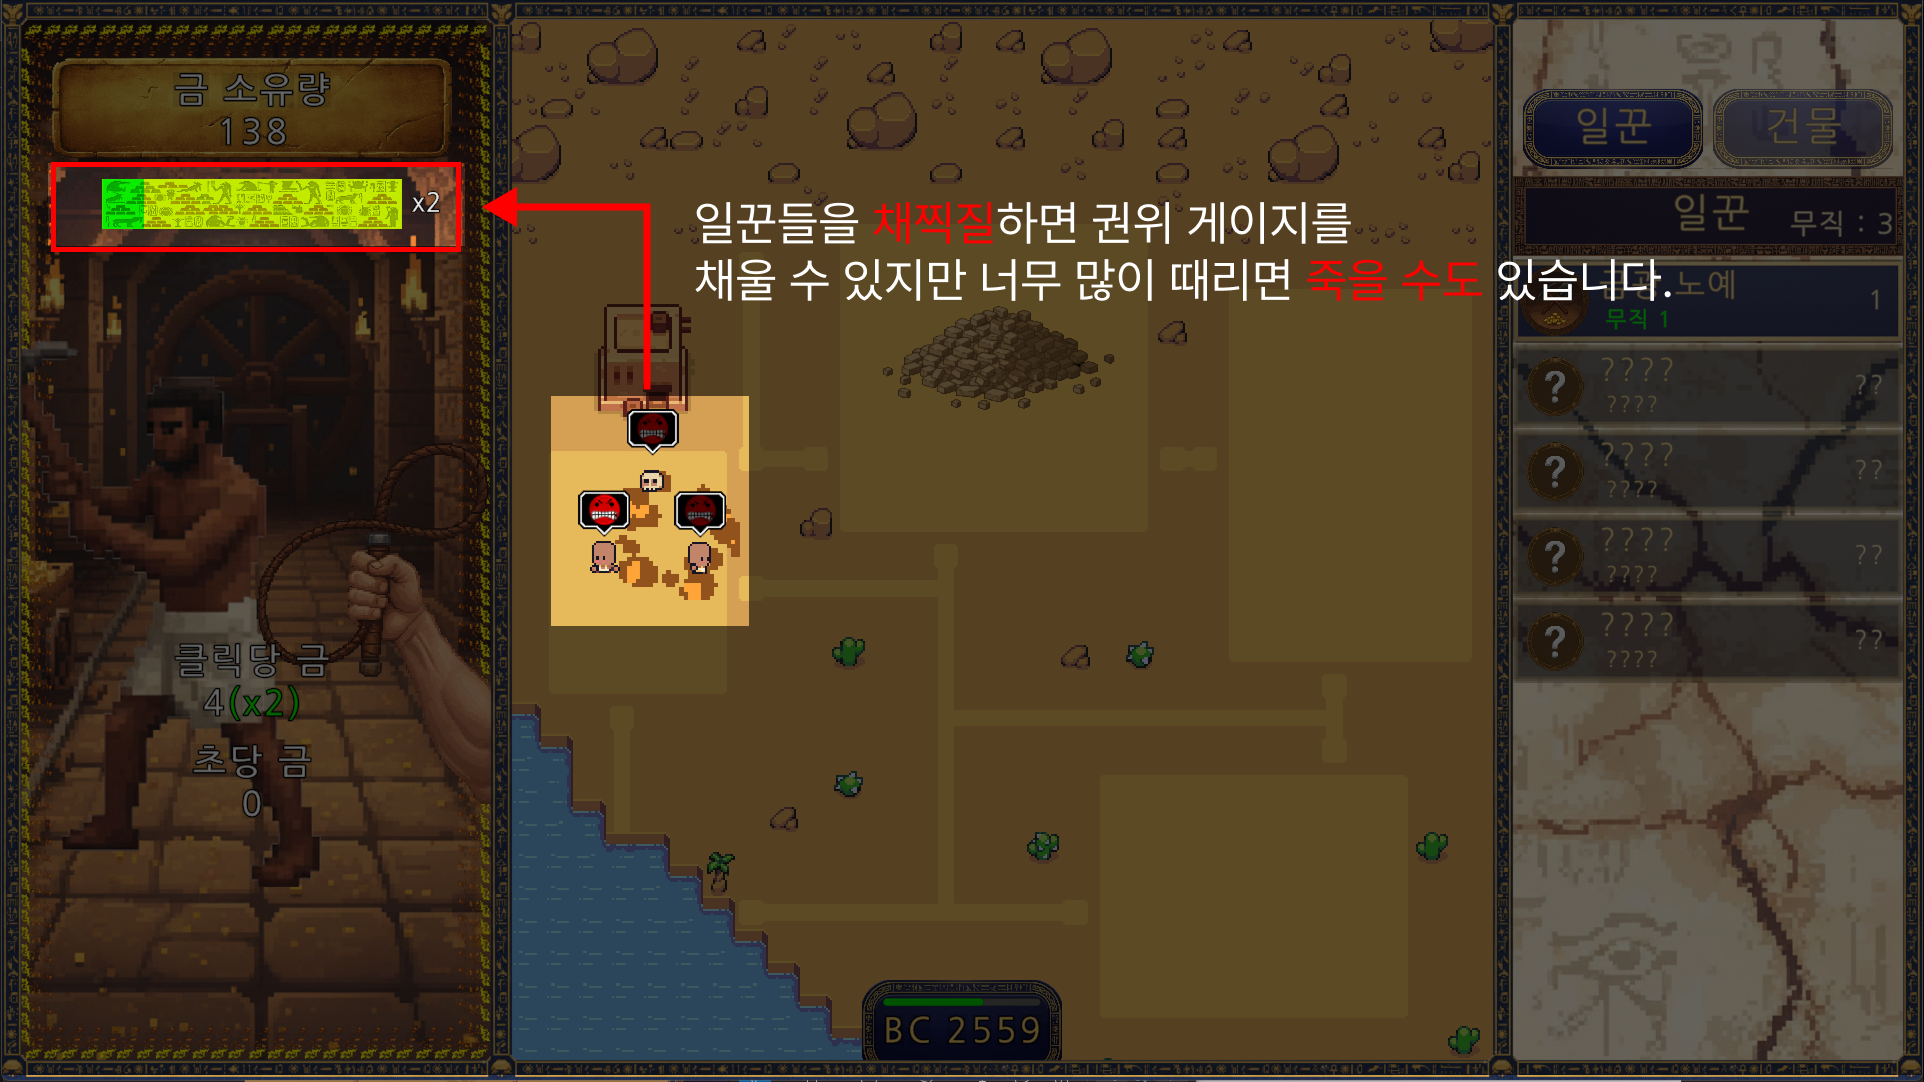 금 소유량
138
x2
일꾼들을 채찍질하면 권위 게이지를
채울 수 있지만 너무 많이 때리면 죽을 수도 있습니다.
클릭당 금
4(x2)
초당 금
0
BC 2559
일꾼
건물
일꾼
무직 : 3
금광 노예
1
무직 1
????
??
????
????
??
????
????
??
????
????
??
????